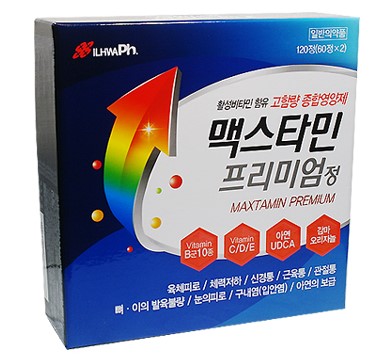 ILHWA Ph.
일반의약품
120정(60정×2)
활성비타민 함유 고함량 종합영양제
맥스타민
프리미엄정
MAXTAMIN PREMIUM
Vitamin
B군10종
Vitamin
C/D/E
아연
UDCA
감마
오리자놀
육체피로 / 체력저하 / 신경통 / 근육통 / 관절통
뼈·이의 발육불량 / 눈의피로 / 구내염(입안염) / 아연의 보급